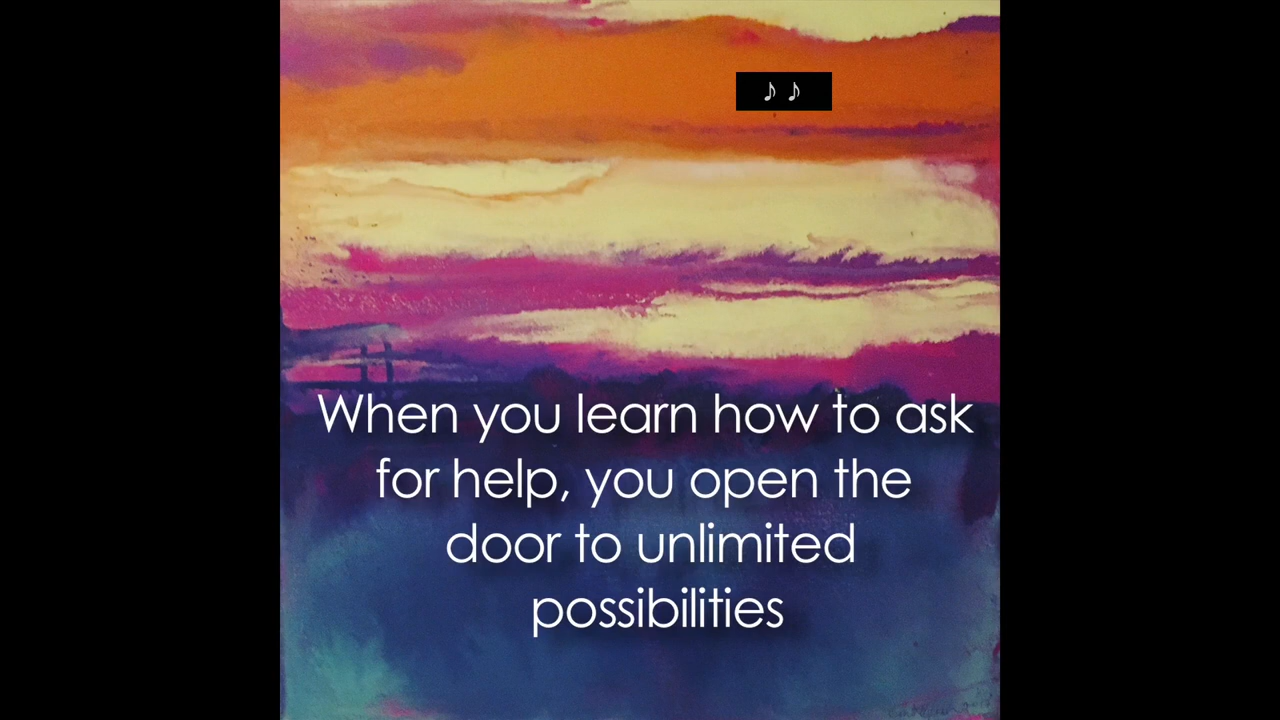 ♪ ♪
When you learn how to ask
for help, you open the
door to unlimited
possibilities